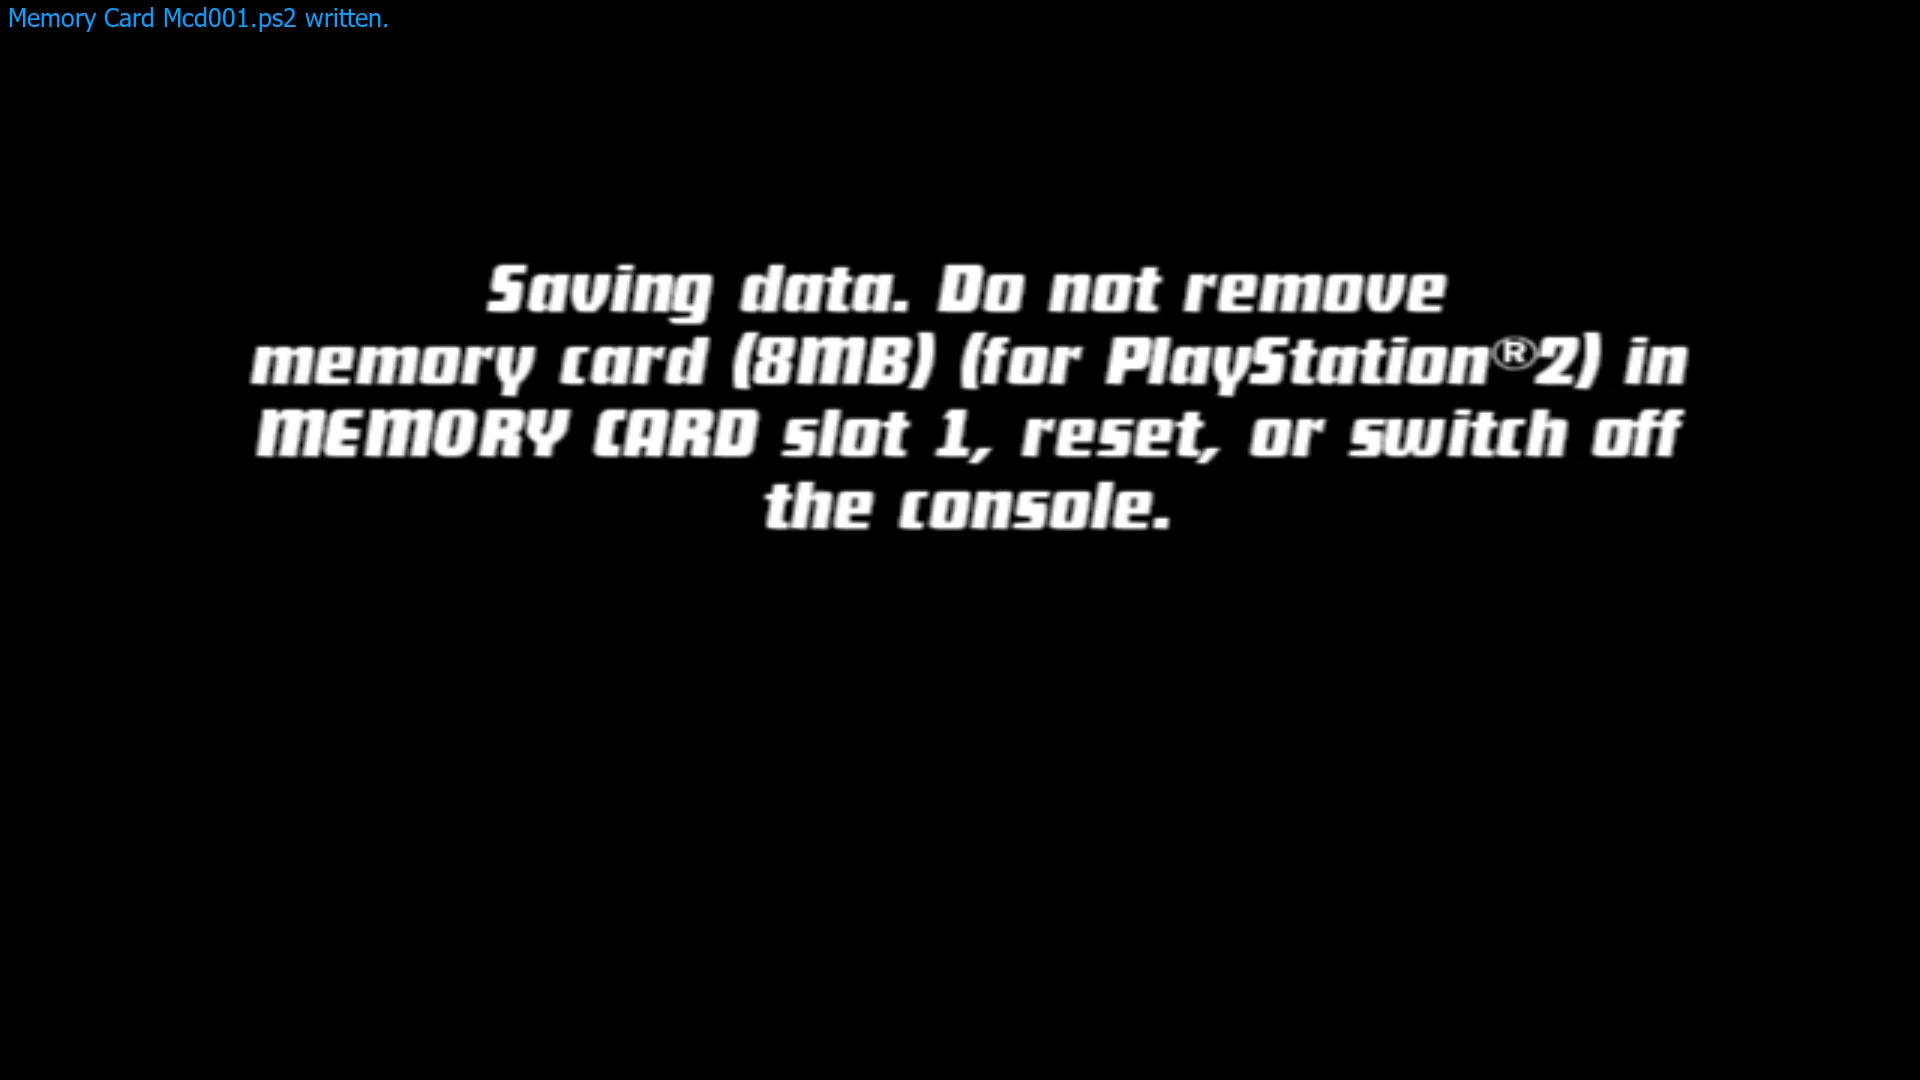 Memory Card Mcd001.ps2 written.
Saving data. Do not remove
memory card (8MB) (for PlayStation®2) in
MEMORY CARD slot 1, reset, or switch off
the console.